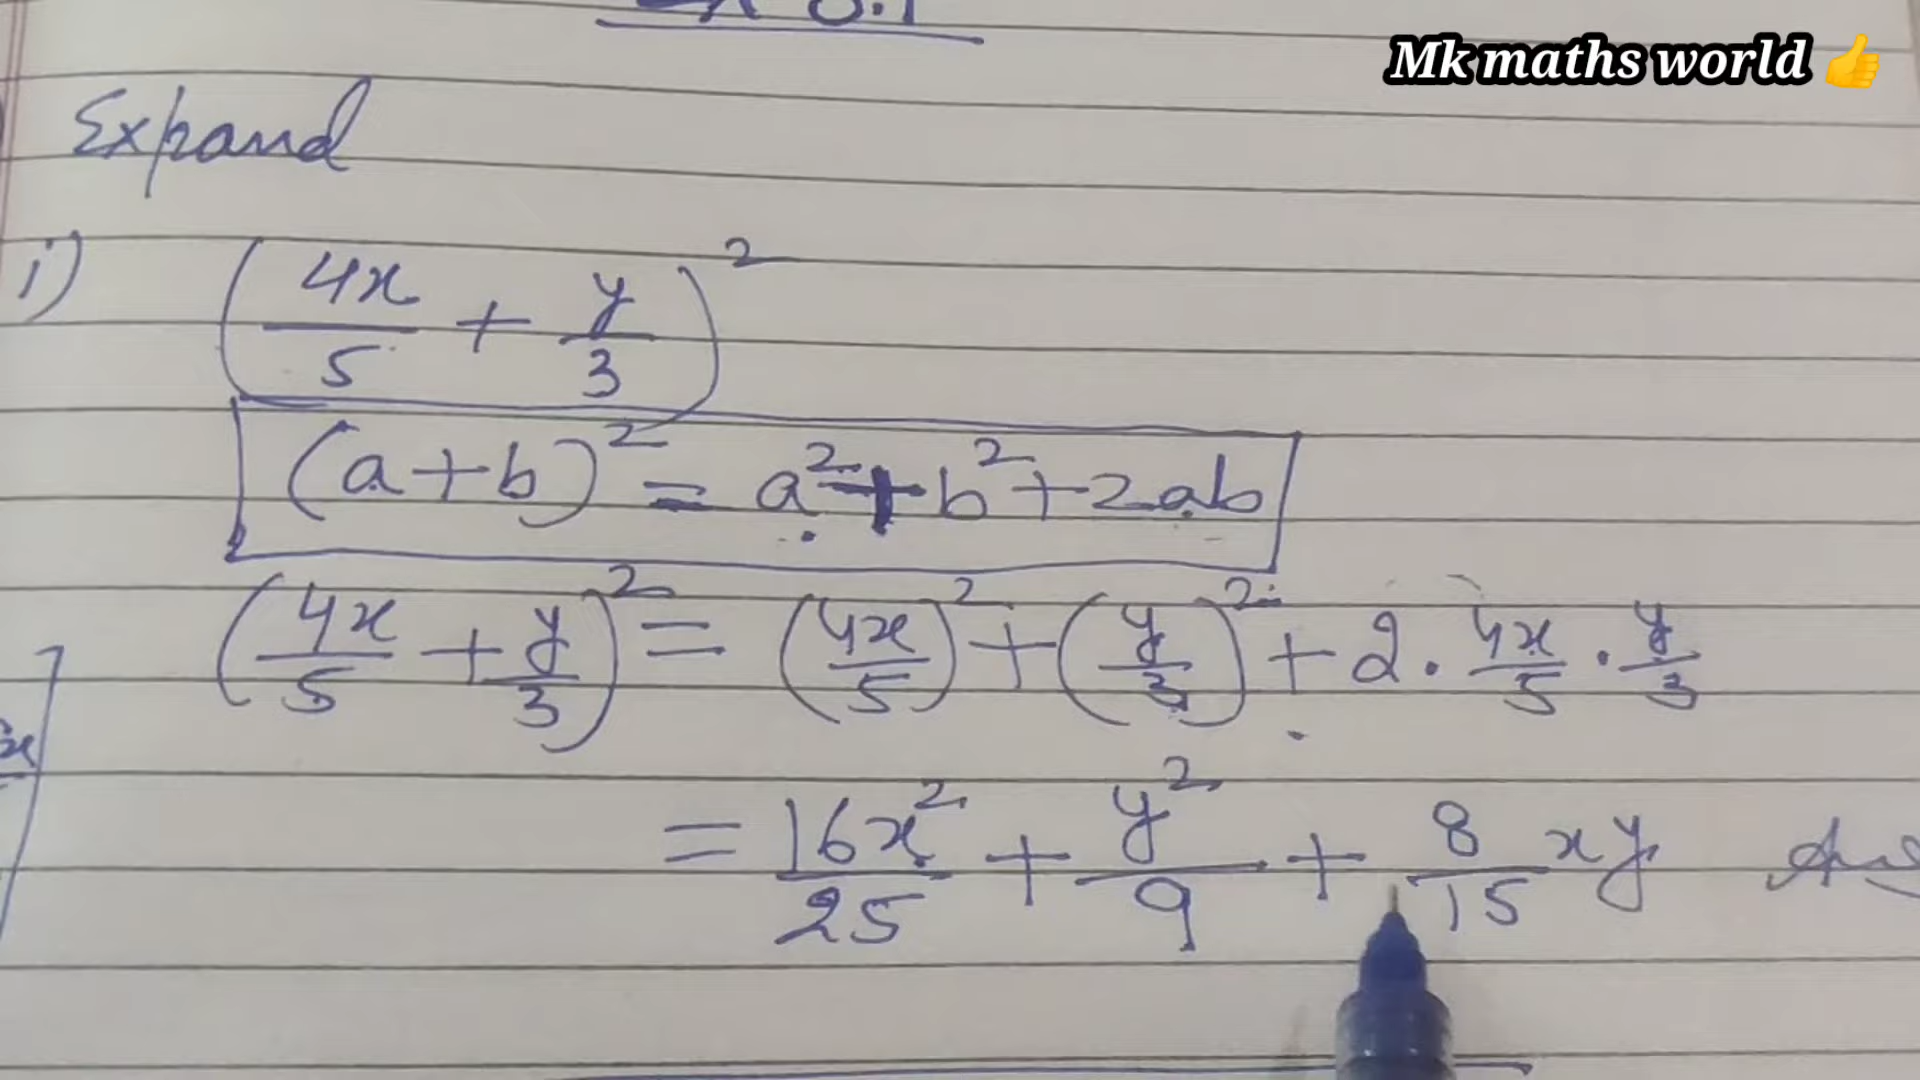 Mk maths world 👍
Expand
i) (4x/5 + y/3)²
(a+b)² = a² + b² + 2ab
(4x/5 + y/3)² = (4x/5)² + (y/3)² + 2 · 4x/5 · y/3
= 16x²/25 + y²/9 + 8/15 xy Ans